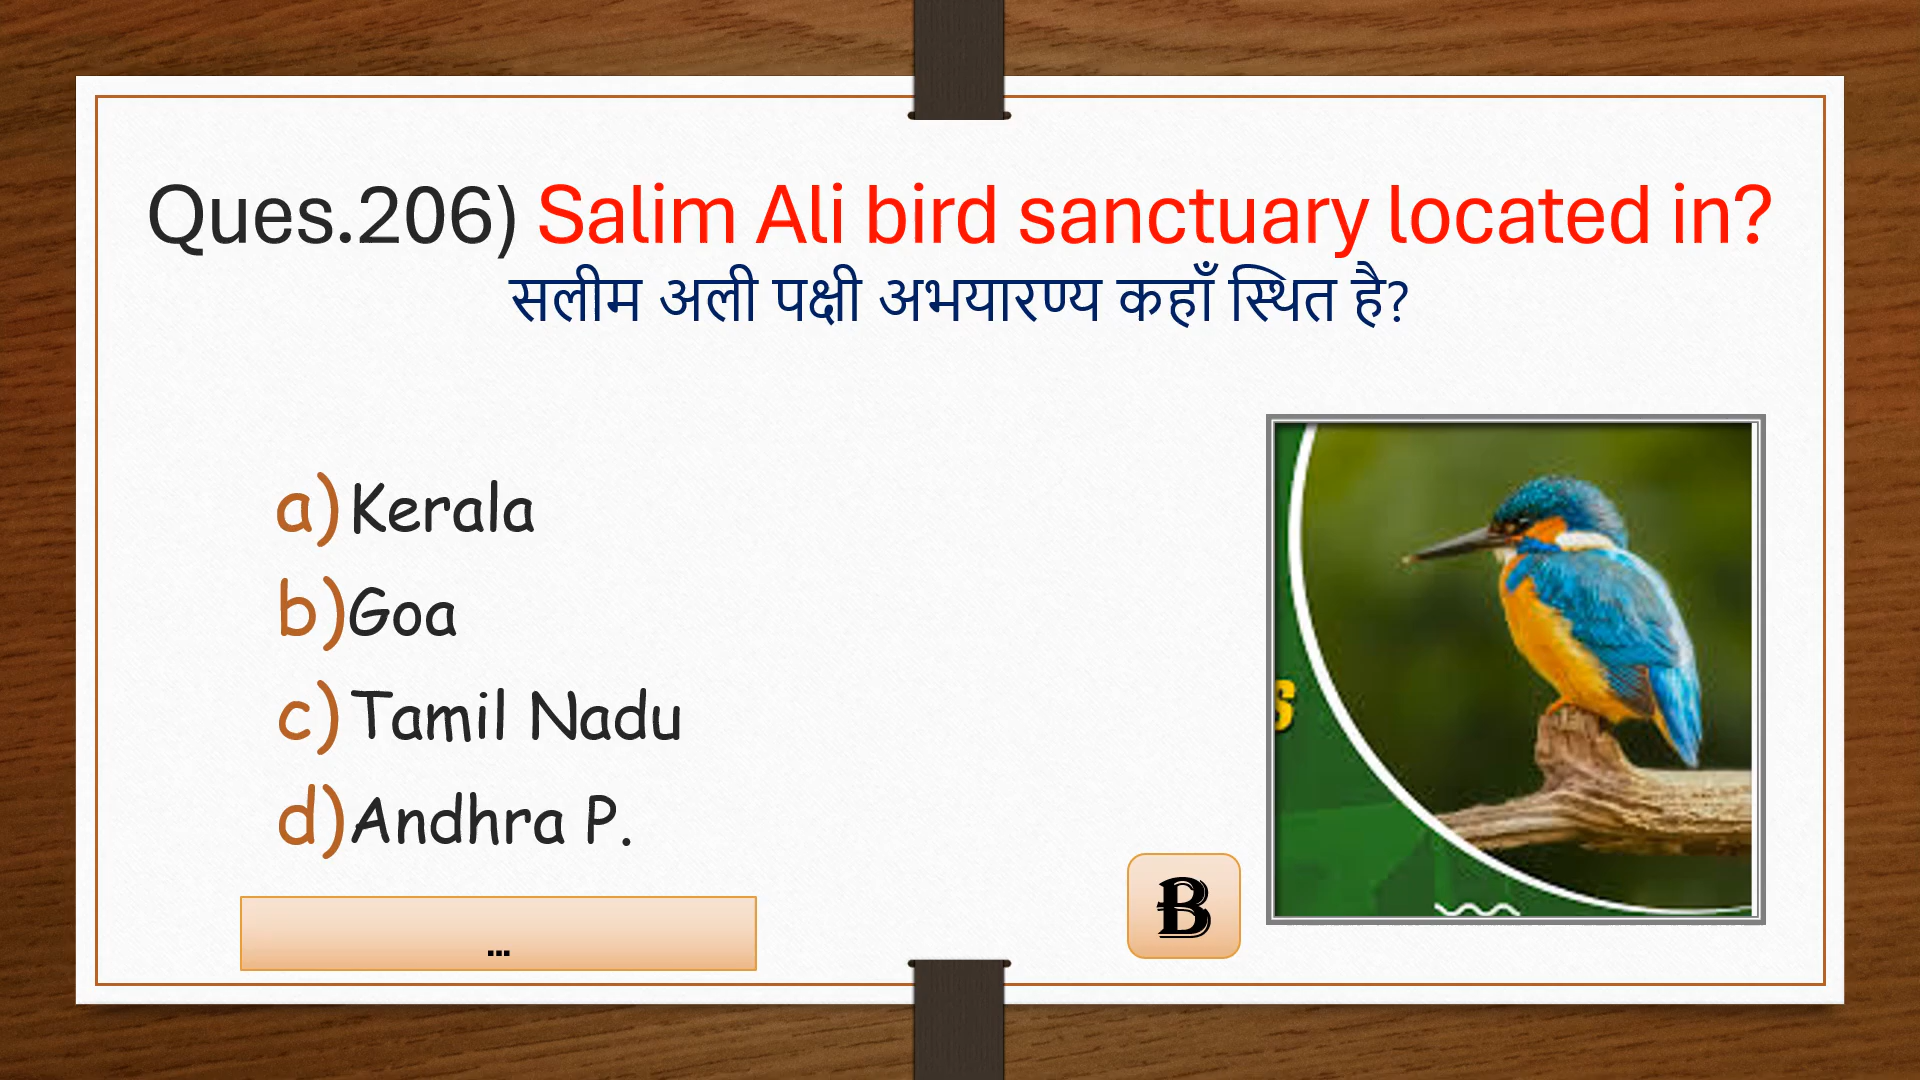 Ques.206) Salim Ali bird sanctuary located in?
सलीम अली पक्षी अभयारण्य कहाँ स्थित है?
a) Kerala
b) Goa
c) Tamil Nadu
d) Andhra P.
...
B
S